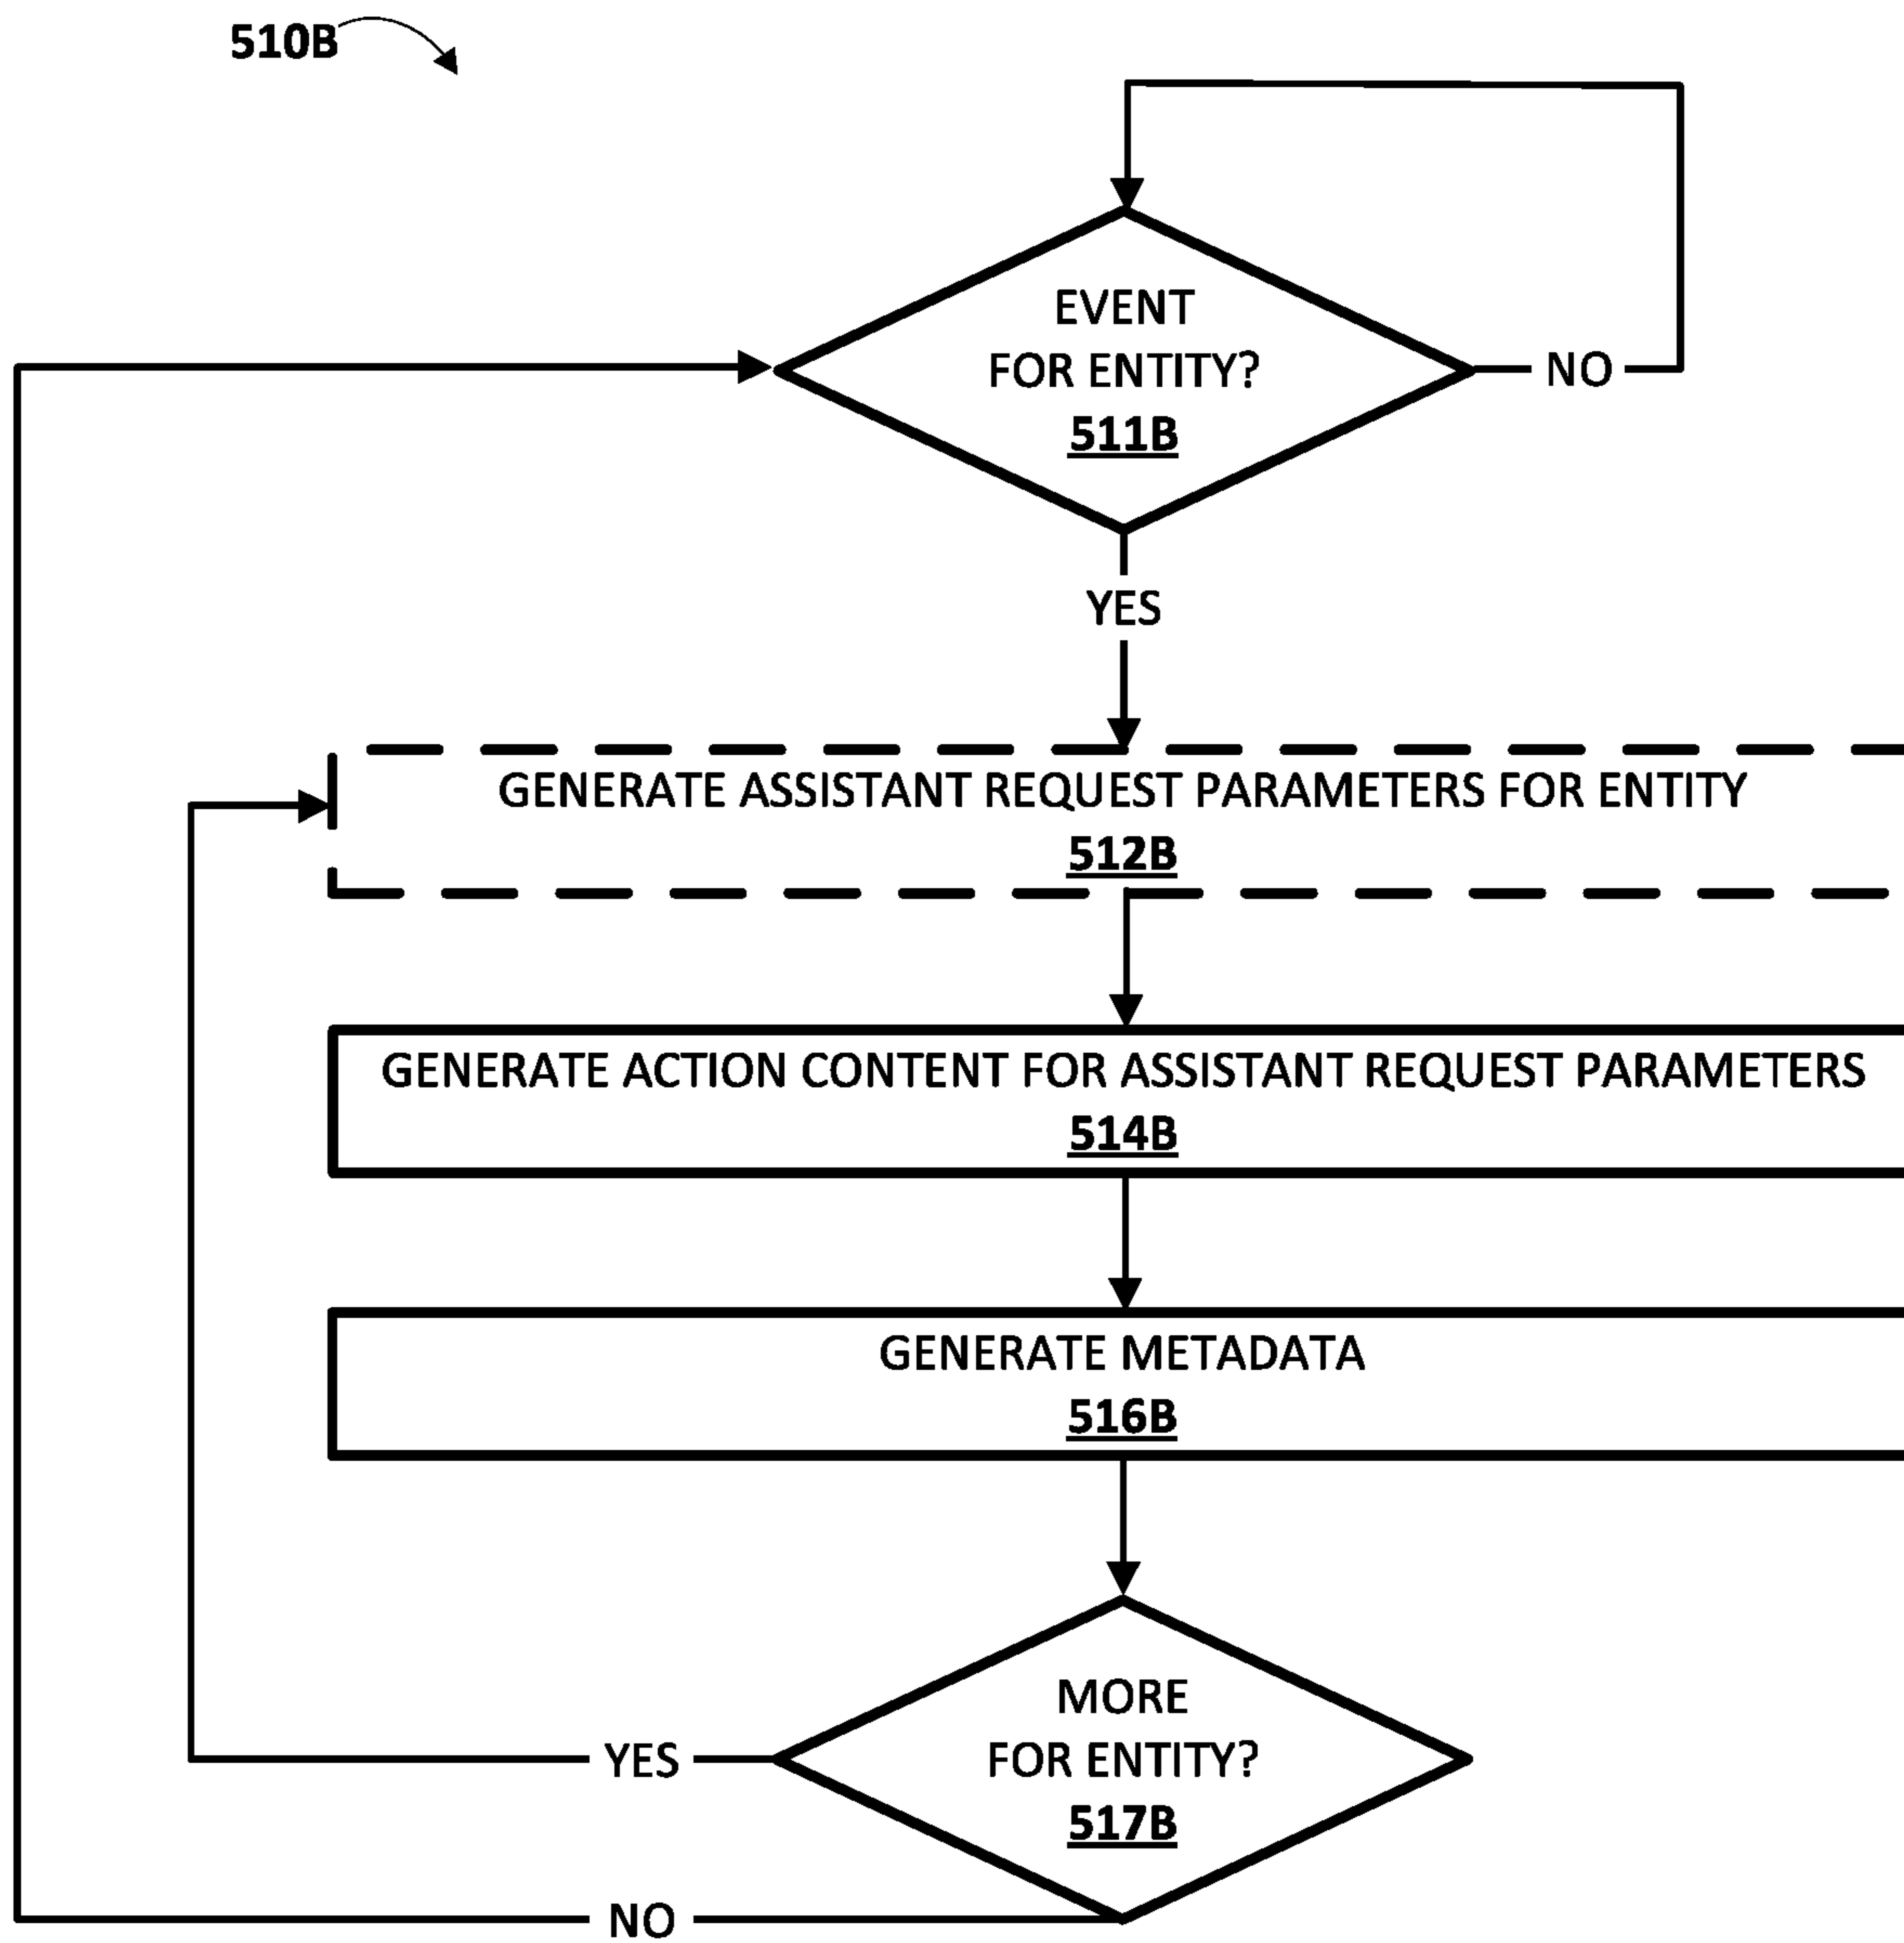 510B
EVENT
FOR ENTITY?
511B
NO
YES
GENERATE ASSISTANT REQUEST PARAMETERS FOR ENTITY
512B
GENERATE ACTION CONTENT FOR ASSISTANT REQUEST PARAMETERS
514B
GENERATE METADATA
516B
MORE
FOR ENTITY?
517B
YES
NO